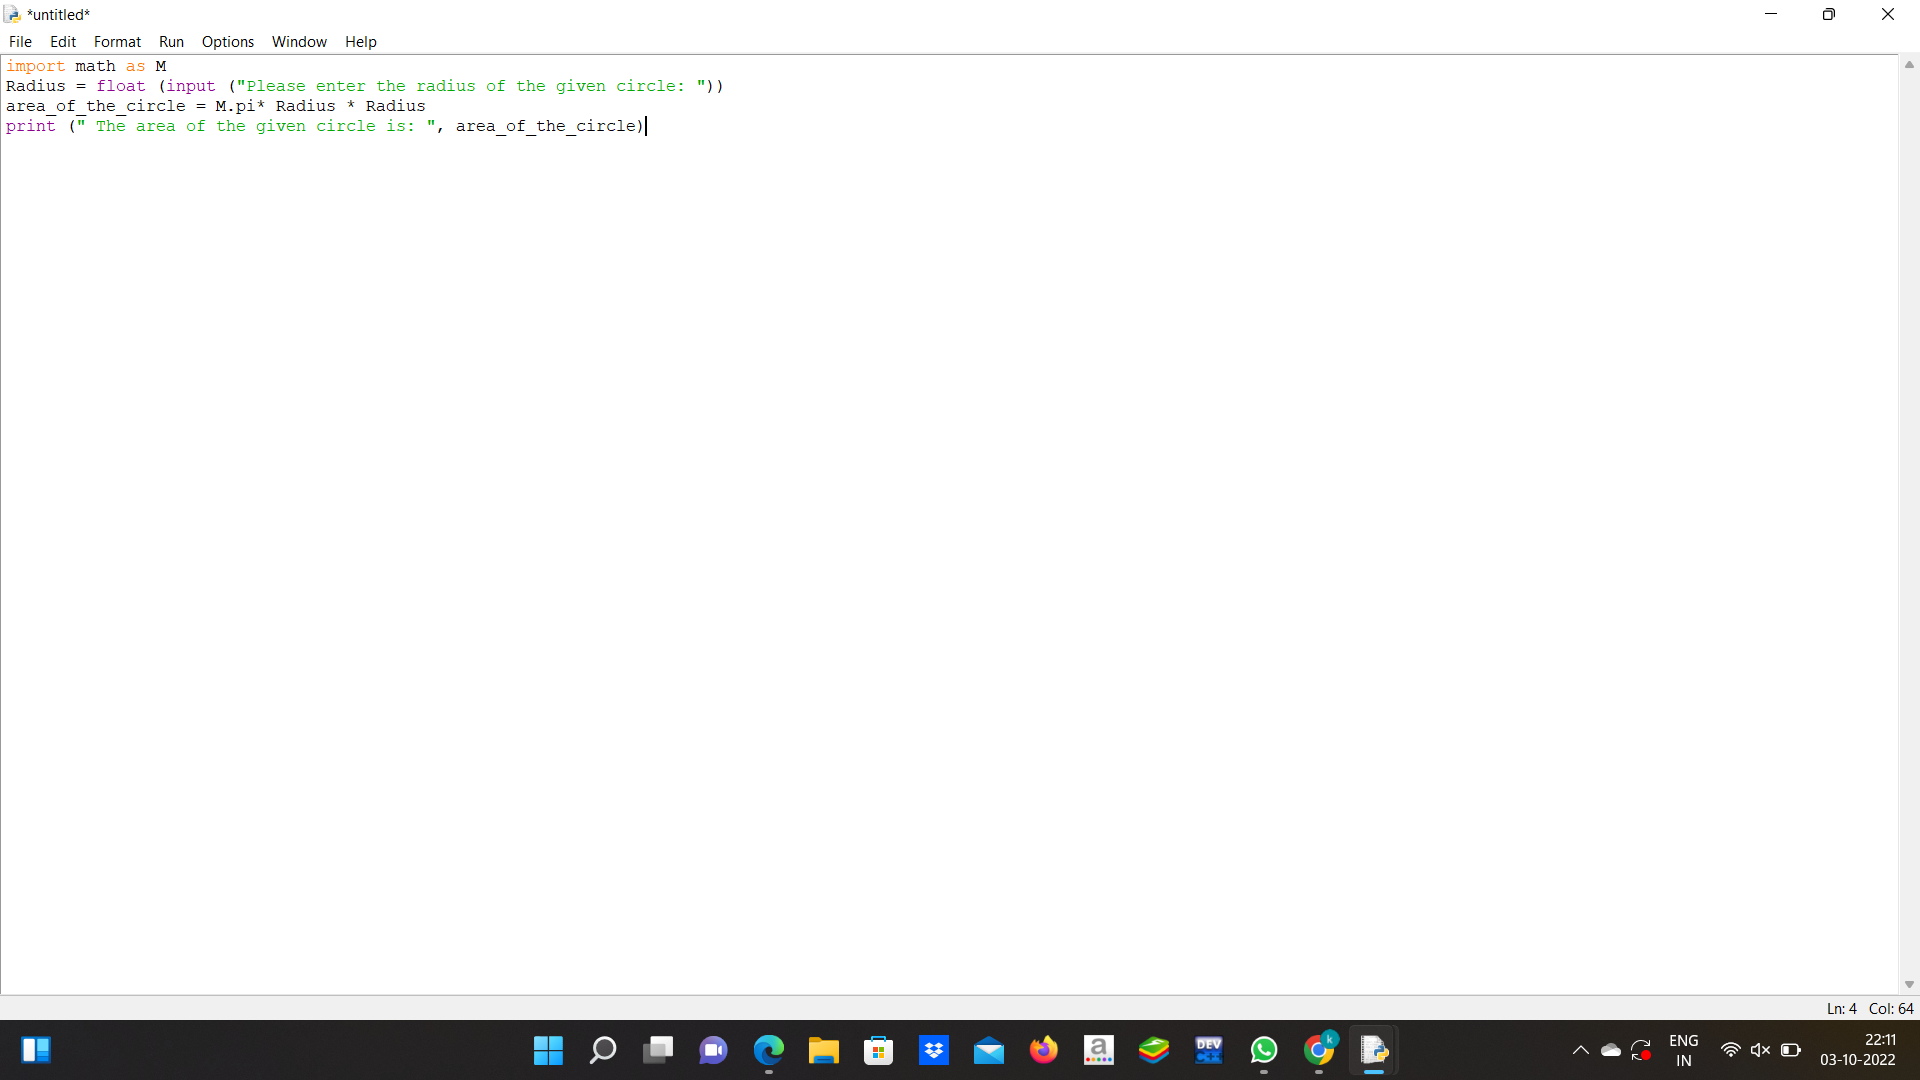 *untitled*
File Edit Format Run Options Window Help
import math as M
Radius = float (input ("Please enter the radius of the given circle: "))
area_of_the_circle = M.pi* Radius * Radius
print (" The area of the given circle is: ", area_of_the_circle)
Ln: 4 Col: 64
a
DEV
C++
k
ENG
IN
22:11
03-10-2022